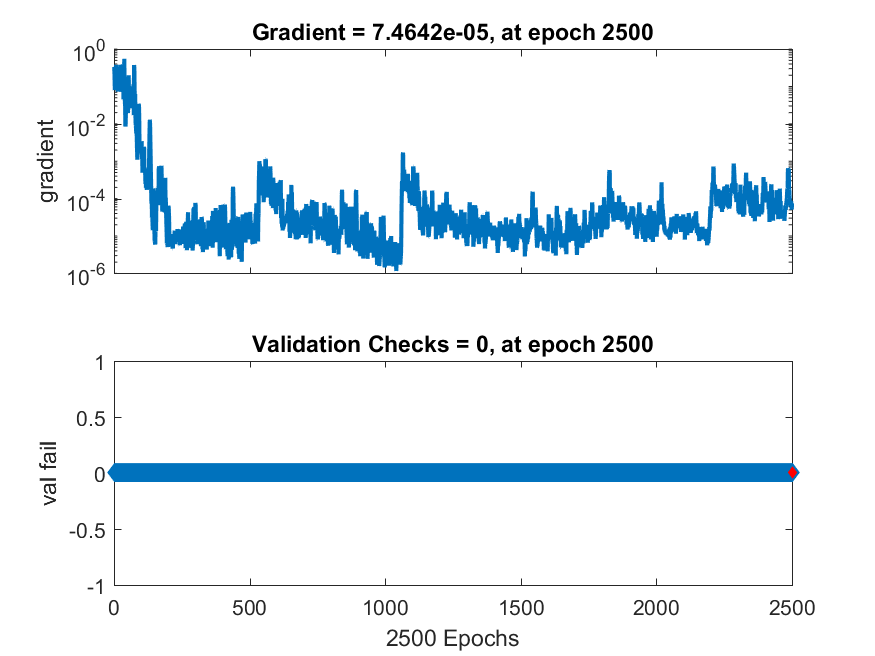 Gradient = 7.4642e-05, at epoch 2500
10^0
10^-2
10^-4
10^-6
gradient
Validation Checks = 0, at epoch 2500
1
0.5
0
-0.5
-1
val fail
0 500 1000 1500 2000 2500
2500 Epochs